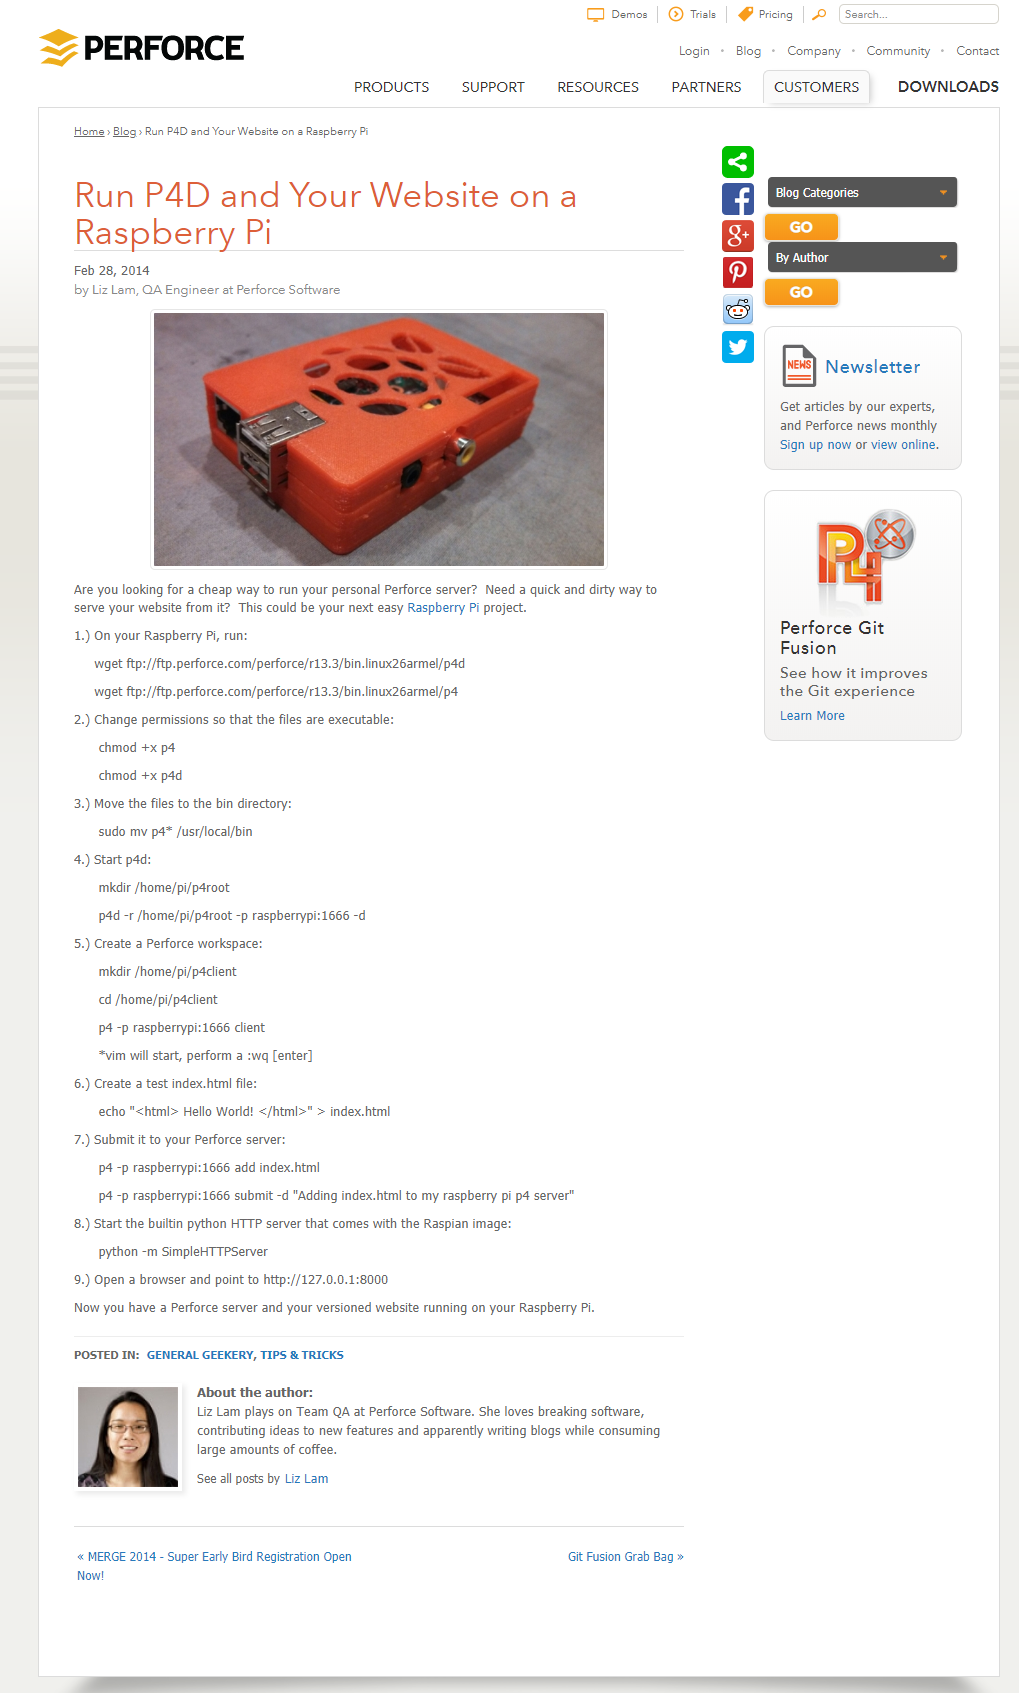 Demos
Trials
Pricing
Search...
PERFORCE
Login • Blog • Company • Community • Contact
PRODUCTS SUPPORT RESOURCES PARTNERS CUSTOMERS DOWNLOADS
Home › Blog › Run P4D and Your Website on a Raspberry Pi
Run P4D and Your Website on a
Raspberry Pi
Feb 28, 2014
by Liz Lam, QA Engineer at Perforce Software
Are you looking for a cheap way to run your personal Perforce server?  Need a quick and dirty way to
serve your website from it?  This could be your next easy Raspberry Pi project.
1.) On your Raspberry Pi, run:
wget ftp://ftp.perforce.com/perforce/r13.3/bin.linux26armel/p4d
wget ftp://ftp.perforce.com/perforce/r13.3/bin.linux26armel/p4
2.) Change permissions so that the files are executable:
chmod +x p4
chmod +x p4d
3.) Move the files to the bin directory:
sudo mv p4* /usr/local/bin
4.) Start p4d:
mkdir /home/pi/p4root
p4d -r /home/pi/p4root -p raspberrypi:1666 -d
5.) Create a Perforce workspace:
mkdir /home/pi/p4client
cd /home/pi/p4client
p4 -p raspberrypi:1666 client
*vim will start, perform a :wq [enter]
6.) Create a test index.html file:
echo "<html> Hello World! </html>" > index.html
7.) Submit it to your Perforce server:
p4 -p raspberrypi:1666 add index.html
p4 -p raspberrypi:1666 submit -d "Adding index.html to my raspberry pi p4 server"
8.) Start the builtin python HTTP server that comes with the Raspian image:
python -m SimpleHTTPServer
9.) Open a browser and point to http://127.0.0.1:8000
Now you have a Perforce server and your versioned website running on your Raspberry Pi.
POSTED IN: GENERAL GEEKERY, TIPS & TRICKS
About the author:
Liz Lam plays on Team QA at Perforce Software. She loves breaking software,
contributing ideas to new features and apparently writing blogs while consuming
large amounts of coffee.
See all posts by Liz Lam
« MERGE 2014 - Super Early Bird Registration Open
Now!
Git Fusion Grab Bag »
Blog Categories
GO
By Author
GO
NEWS
Newsletter
Get articles by our experts,
and Perforce news monthly
Sign up now or view online.
P4
Perforce Git
Fusion
See how it improves
the Git experience
Learn More